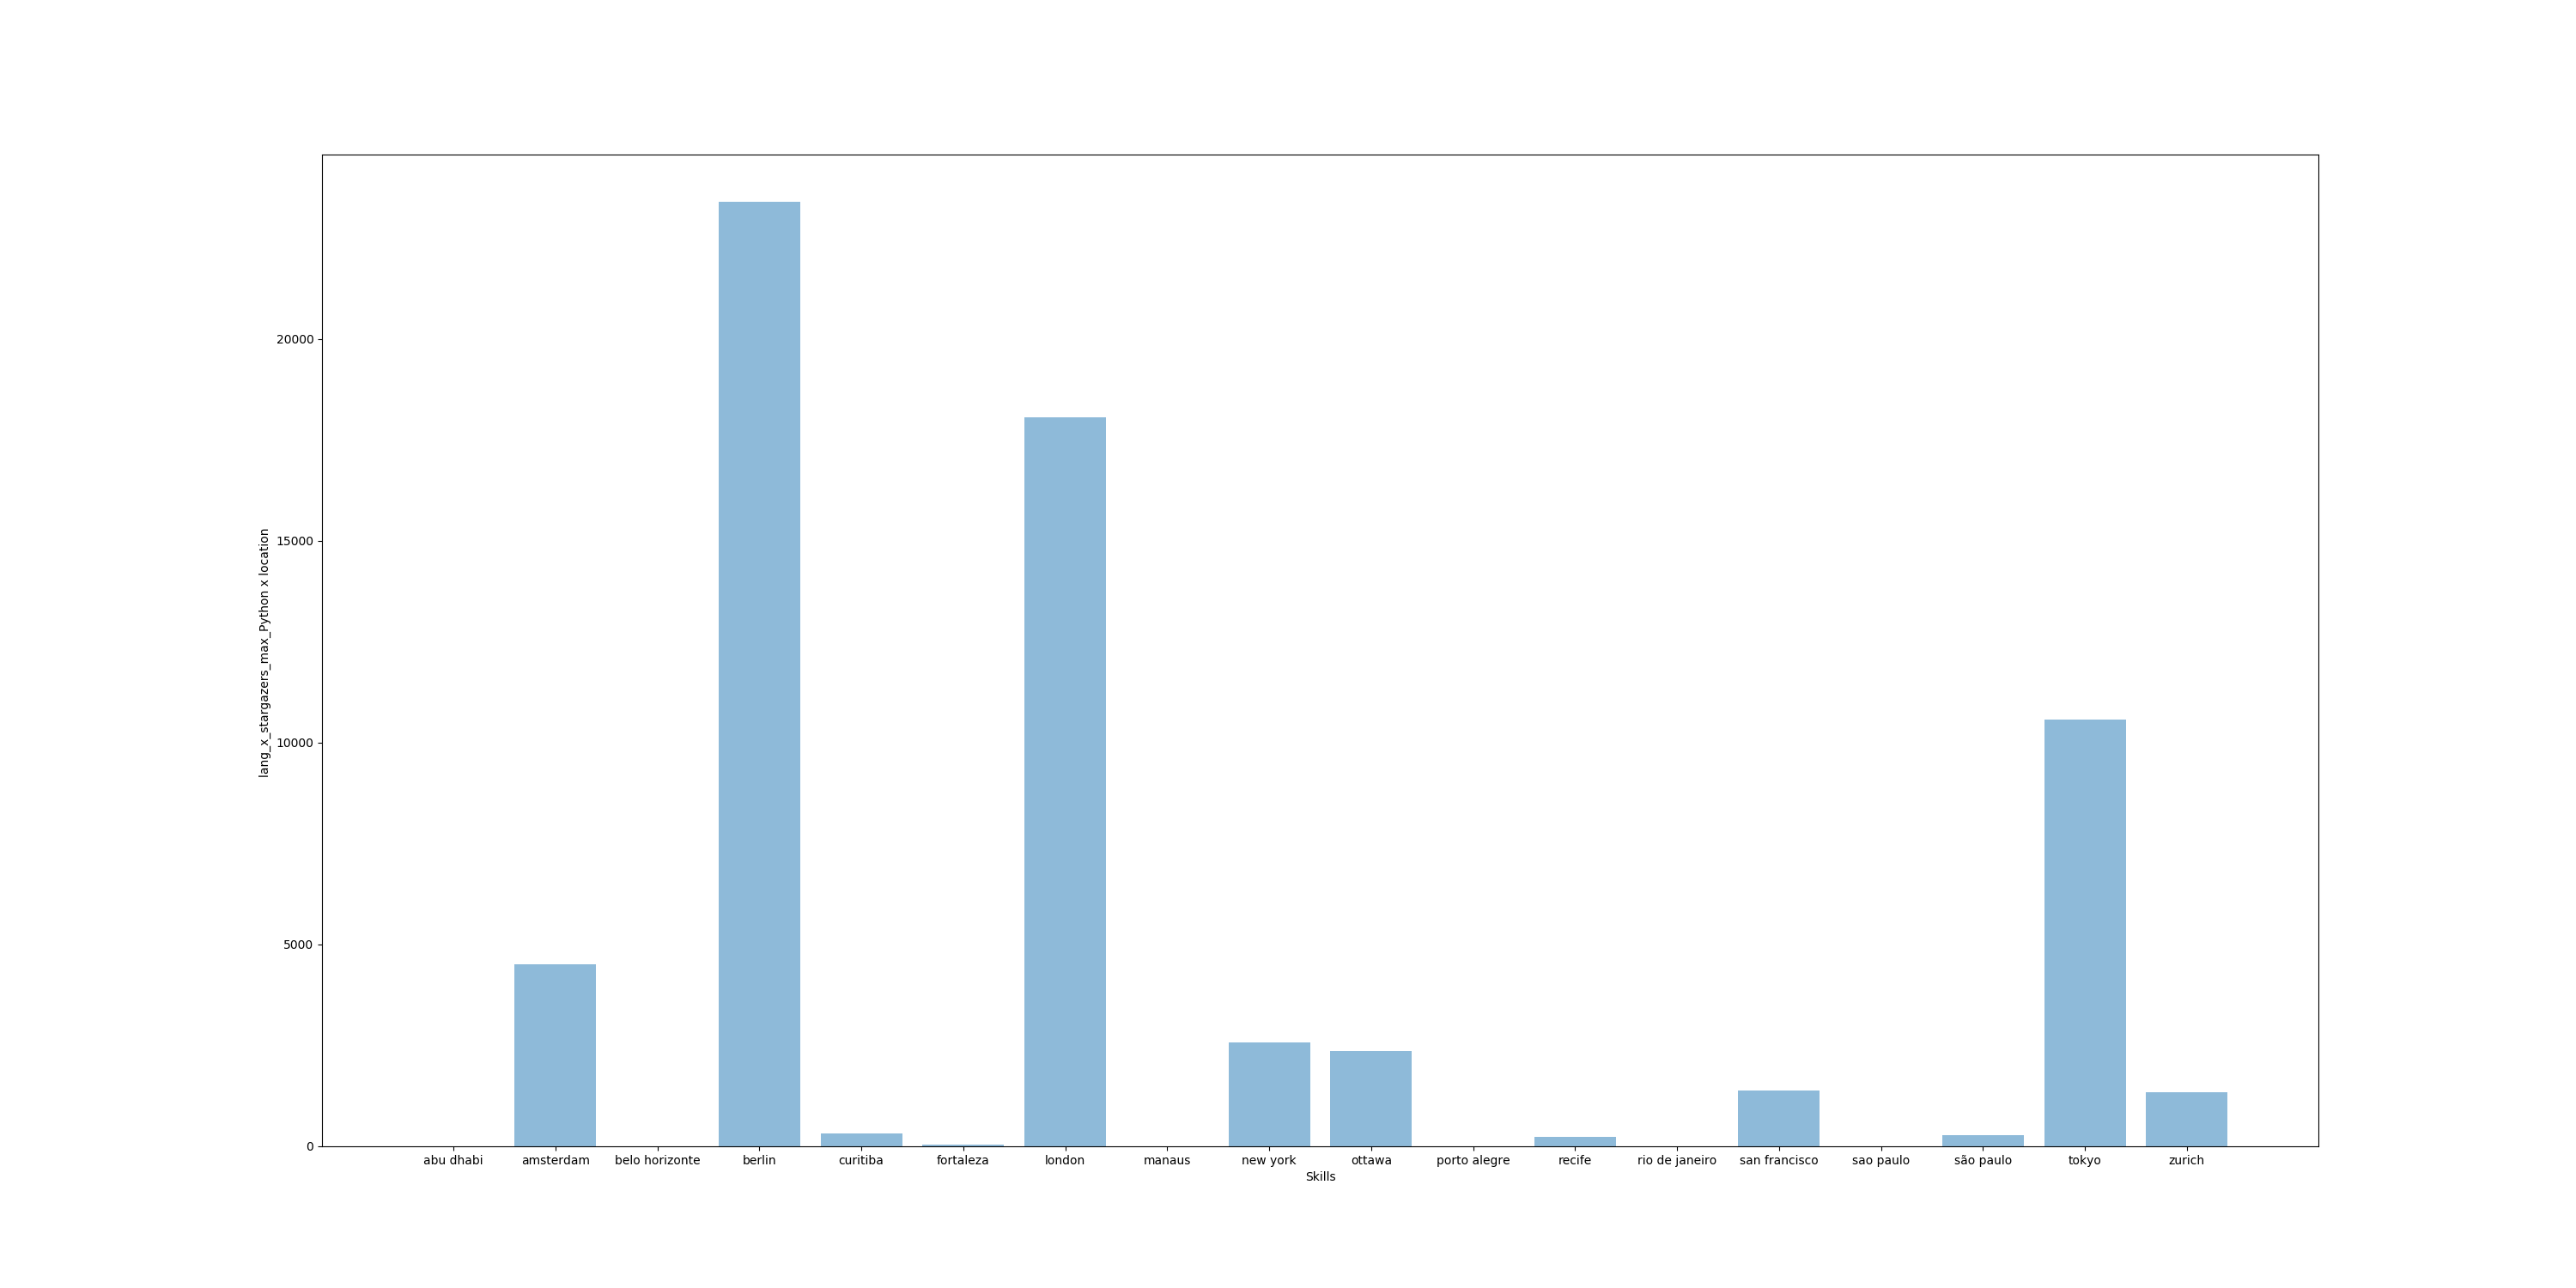 lang_x_stargazers_max_Python x location
20000
15000
10000
5000
0
abu dhabi amsterdam belo horizonte berlin curitiba fortaleza london manaus new york ottawa porto alegre recife rio de janeiro san francisco sao paulo são paulo tokyo zurich
Skills